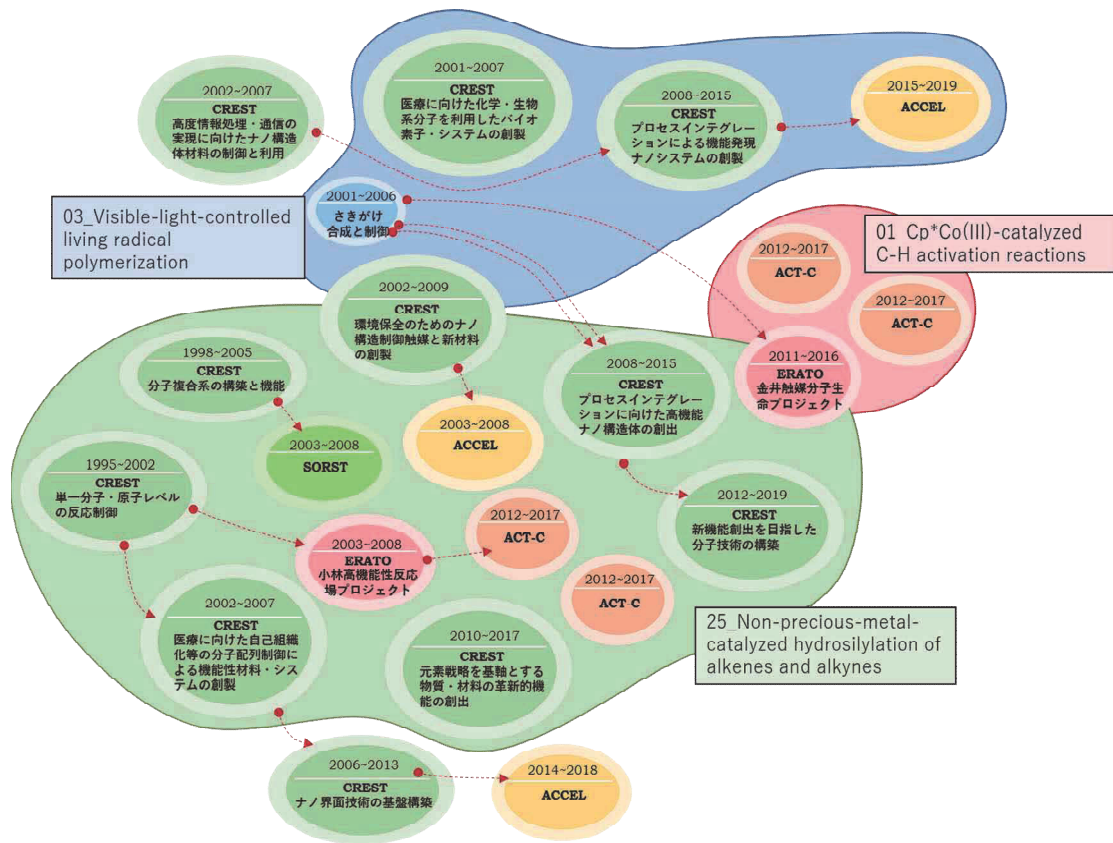 2002~2007
CREST
高度情報処理・通信の
実現に向けたナノ構造
体材料の制御と利用
2001~2007
CREST
医療に向けた化学・生物
系分子を利用したバイオ
素子・システムの創製
2008~2015
CREST
プロセスインテグレー
ションによる機能発現
ナノシステムの創製
2015~2019
ACCEL
03_Visible-light-controlled
living radical
polymerization
2001~2006
さきがけ
合成と制御
01_Cp*Co(III)-catalyzed
C-H activation reactions
2012~2017
ACT-C
2012~2017
ACT-C
2011~2016
ERATO
金井触媒分子生
命プロジェクト
2002~2009
CREST
環境保全のためのナノ
構造制御触媒と新材料
の創製
1998~2005
CREST
分子複合系の構築と機能
2008~2015
CREST
プロセスインテグレー
ションに向けた高機能
ナノ構造体の創出
2003~2008
ACCEL
2003~2008
SORST
1995~2002
CREST
単一分子・原子レベル
の反応制御
2012~2019
CREST
新機能創出を目指した
分子技術の構築
2012~2017
ACT-C
2003~2008
ERATO
小林高機能性反応
場プロジェクト
2012~2017
ACT-C
2002~2007
CREST
医療に向けた自己組織
化等の分子配列制御に
よる機能性材料・シス
テムの創製
2010~2017
CREST
元素戦略を基軸とする
物質・材料の革新的機
能の創出
25_Non-precious-metal-
catalyzed hydrosilylation of
alkenes and alkynes
2006~2013
CREST
ナノ界面技術の基盤構築
2014~2018
ACCEL